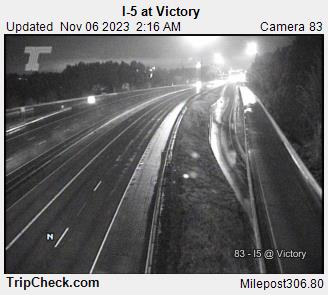 I-5 at Victory
Updated Nov 06 2023 2:16 AM Camera 83
T
N
83 - I5 @ Victory
TripCheck.com Milepost306.80